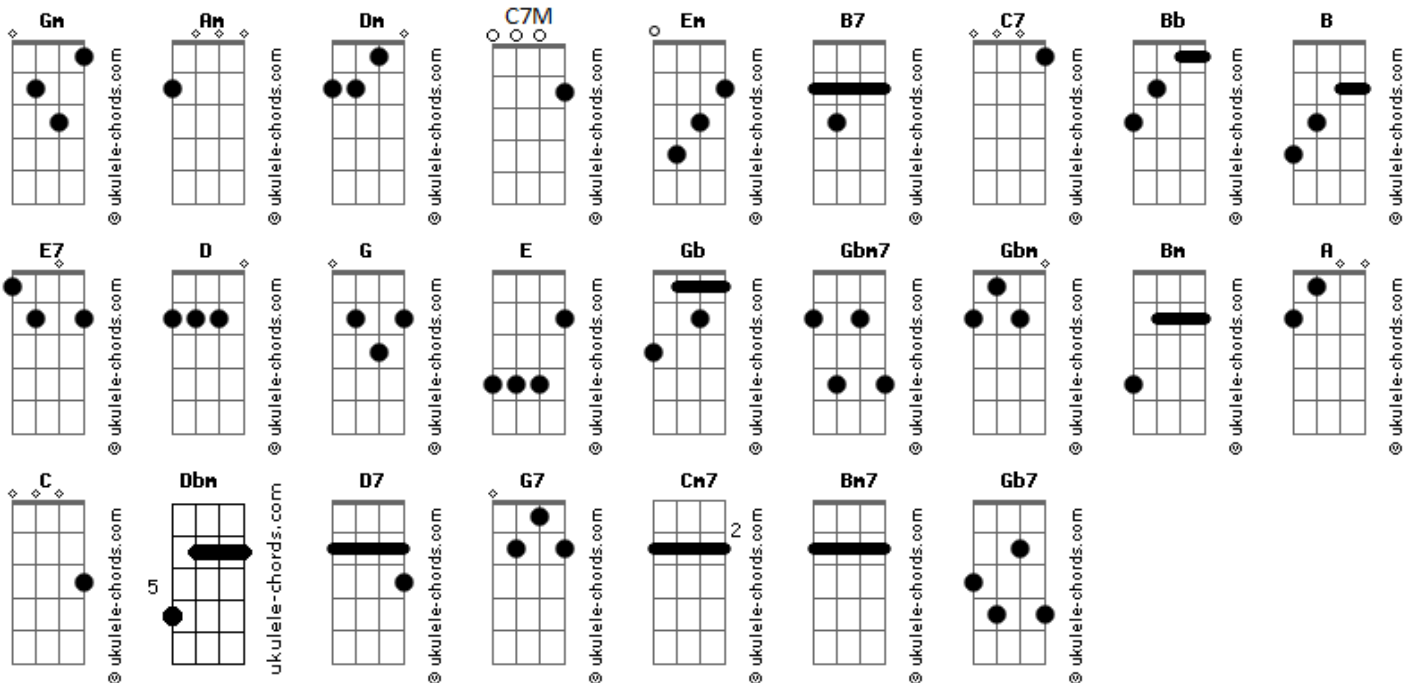 Gm Am Dm C7M Em B7 C7 Bb B
© ukulele-chords.com © ukulele-chords.com © ukulele-chords.com © ukulele-chords.com © ukulele-chords.com © ukulele-chords.com © ukulele-chords.com © ukulele-chords.com © ukulele-chords.com
E7 D G E Gb Gbm7 Gbm Bm A
© ukulele-chords.com © ukulele-chords.com © ukulele-chords.com © ukulele-chords.com © ukulele-chords.com © ukulele-chords.com © ukulele-chords.com © ukulele-chords.com © ukulele-chords.com
C Dbm D7 G7 Cm7 Bm7 Gb7
2
5
© ukulele-chords.com ukulele-chords.com © ukulele-chords.com © ukulele-chords.com © ukulele-chords.com © ukulele-chords.com © ukulele-chords.com